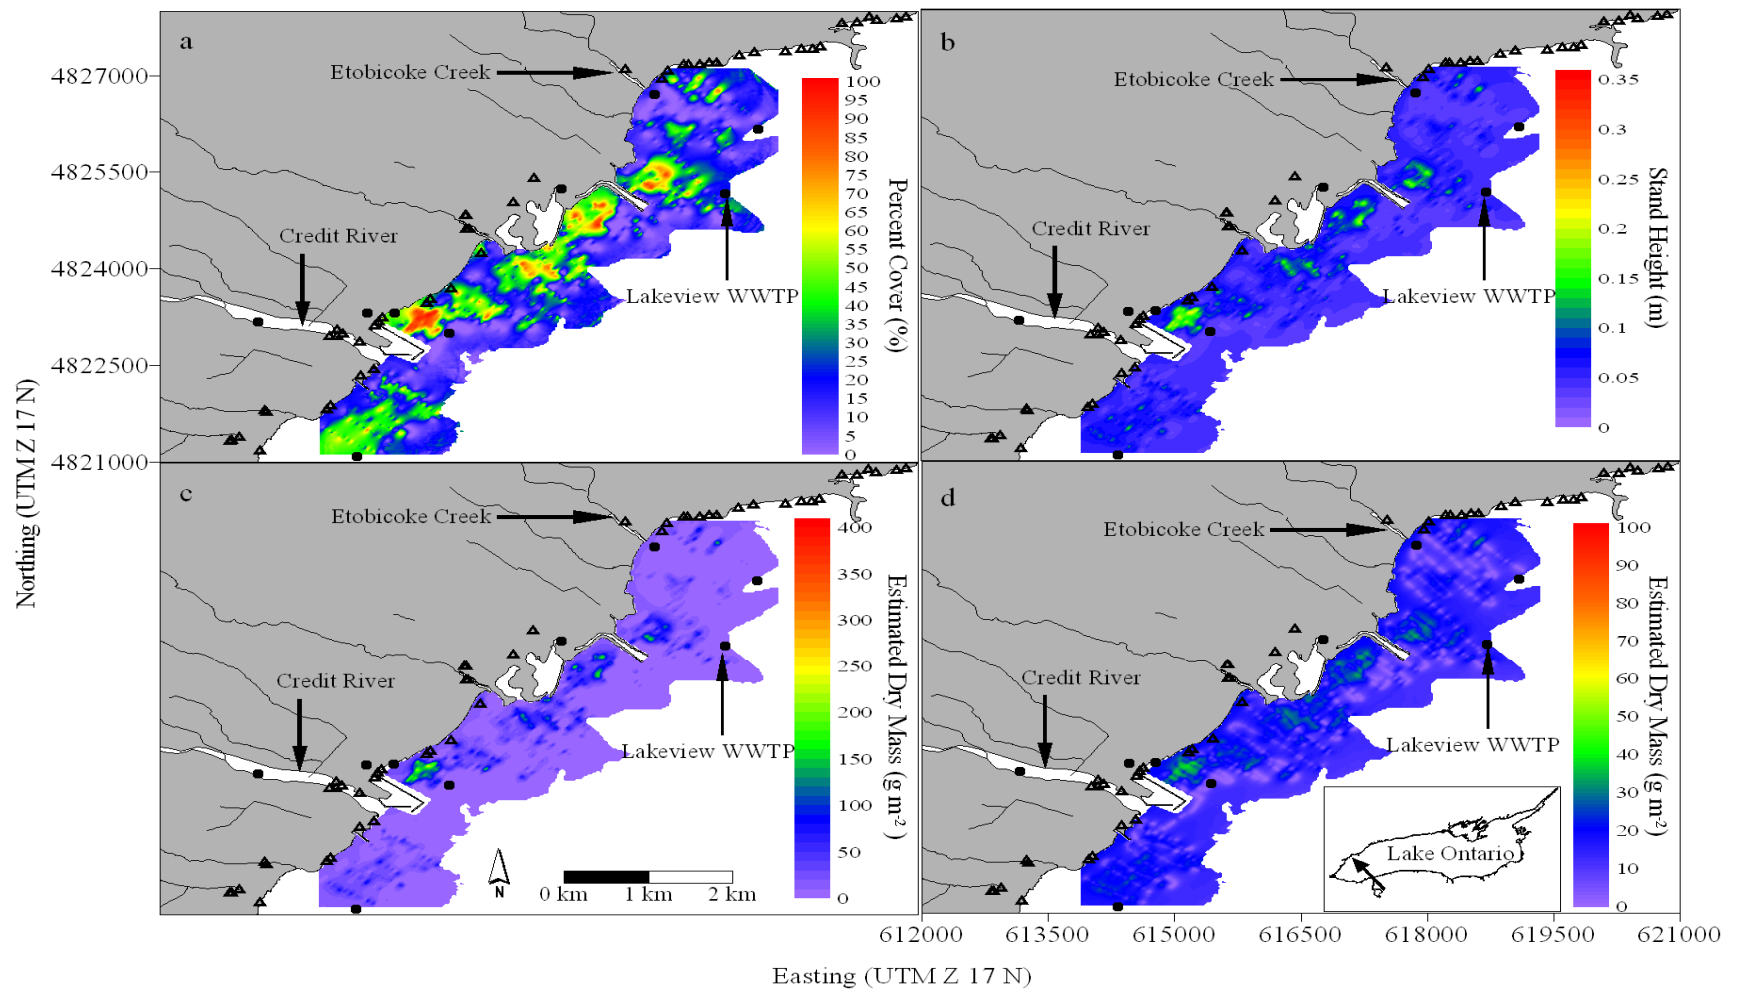 a
Etobicoke Creek
Credit River
Lakeview WWTP
100
95
90
85
80
75
70
65
60
55
50
45
40
35
30
25
20
15
10
5
0
Percent Cover (%)
b
Etobicoke Creek
Credit River
Lakeview WWTP
0.35
0.3
0.25
0.2
0.15
0.1
0.05
0
Stand Height (m)
4827000
4825500
4824000
4822500
4821000
Northing (UTM Z 17 N)
c
Etobicoke Creek
Credit River
Lakeview WWTP
400
350
300
250
200
150
100
50
0
Estimated Dry Mass (g m-2)
N
0 km 1 km 2 km
d
Etobicoke Creek
Credit River
Lakeview WWTP
100
90
80
70
60
50
40
30
20
10
0
Estimated Dry Mass (g m-2)
Lake Ontario
612000 613500 615000 616500 618000 619500 621000
Easting (UTM Z 17 N)